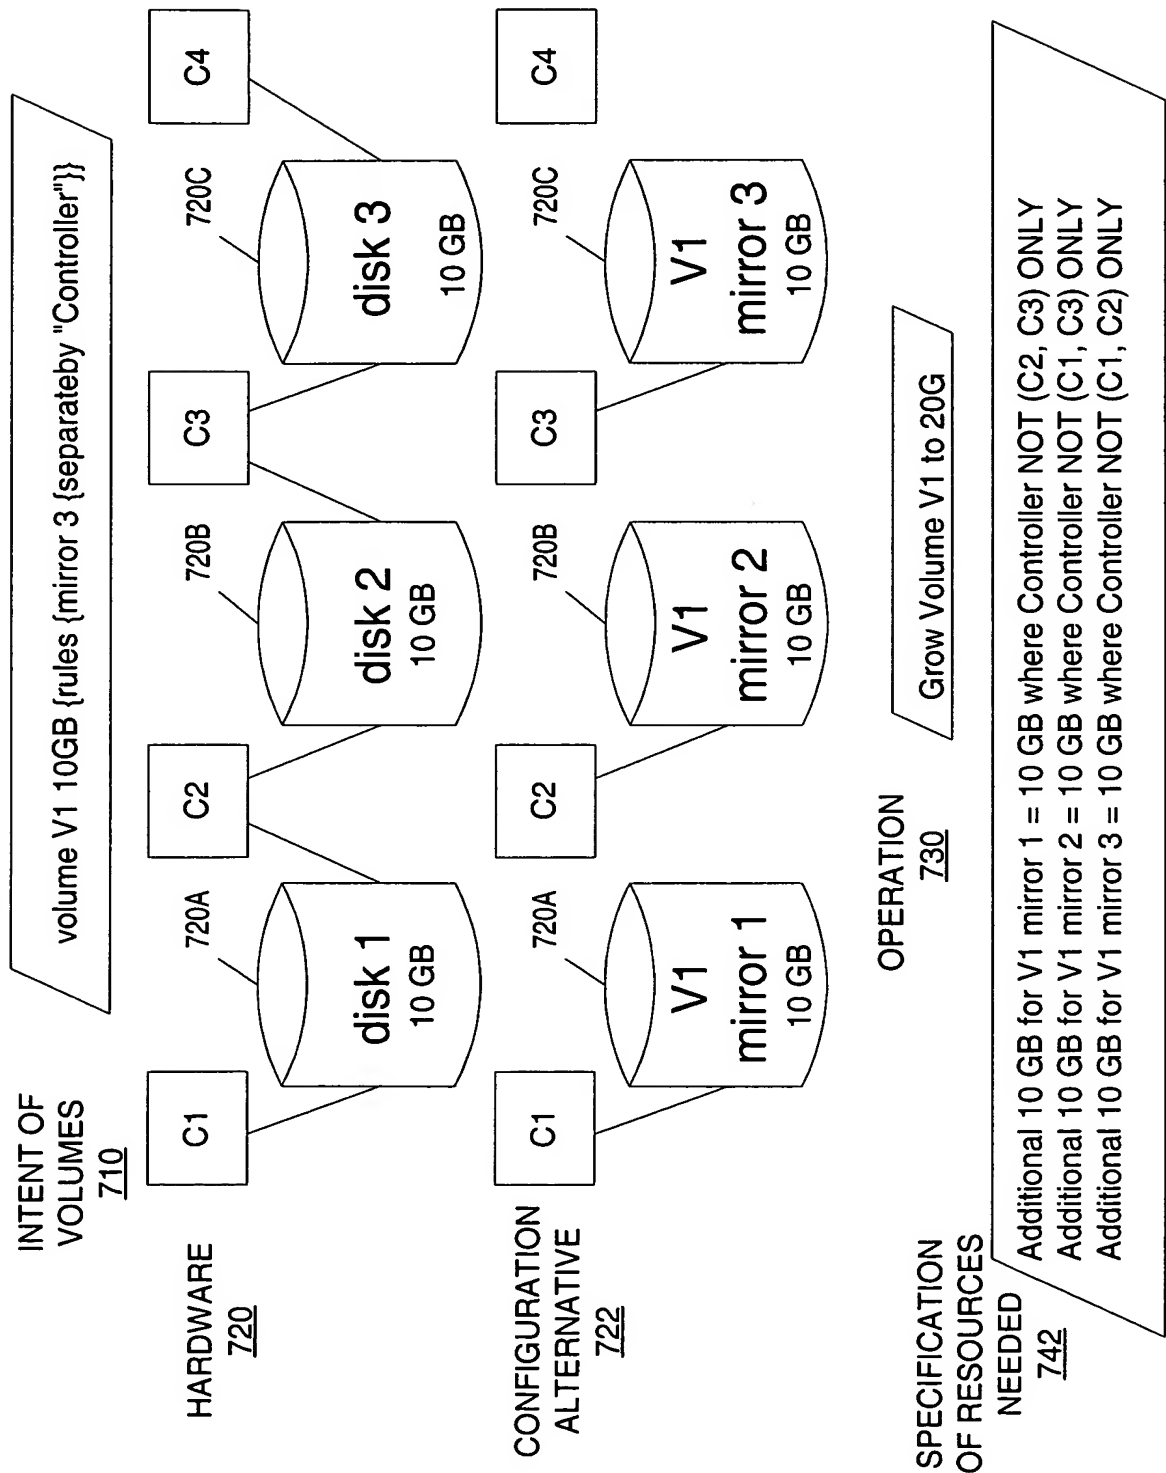 INTENT OF
VOLUMES
710
volume V1 10GB {rules {mirror 3 {separateby "Controller"}}
HARDWARE
720
C1
720A
disk 1
10 GB
C2
720B
disk 2
10 GB
C3
720C
disk 3
10 GB
C4
CONFIGURATION
ALTERNATIVE
722
C1
720A
V1
mirror 1
10 GB
C2
720B
V1
mirror 2
10 GB
C3
720C
V1
mirror 3
10 GB
C4
OPERATION
730
Grow Volume V1 to 20G
SPECIFICATION
OF RESOURCES
NEEDED
742
Additional 10 GB for V1 mirror 1 = 10 GB where Controller NOT (C2, C3) ONLY
Additional 10 GB for V1 mirror 2 = 10 GB where Controller NOT (C1, C3) ONLY
Additional 10 GB for V1 mirror 3 = 10 GB where Controller NOT (C1, C2) ONLY